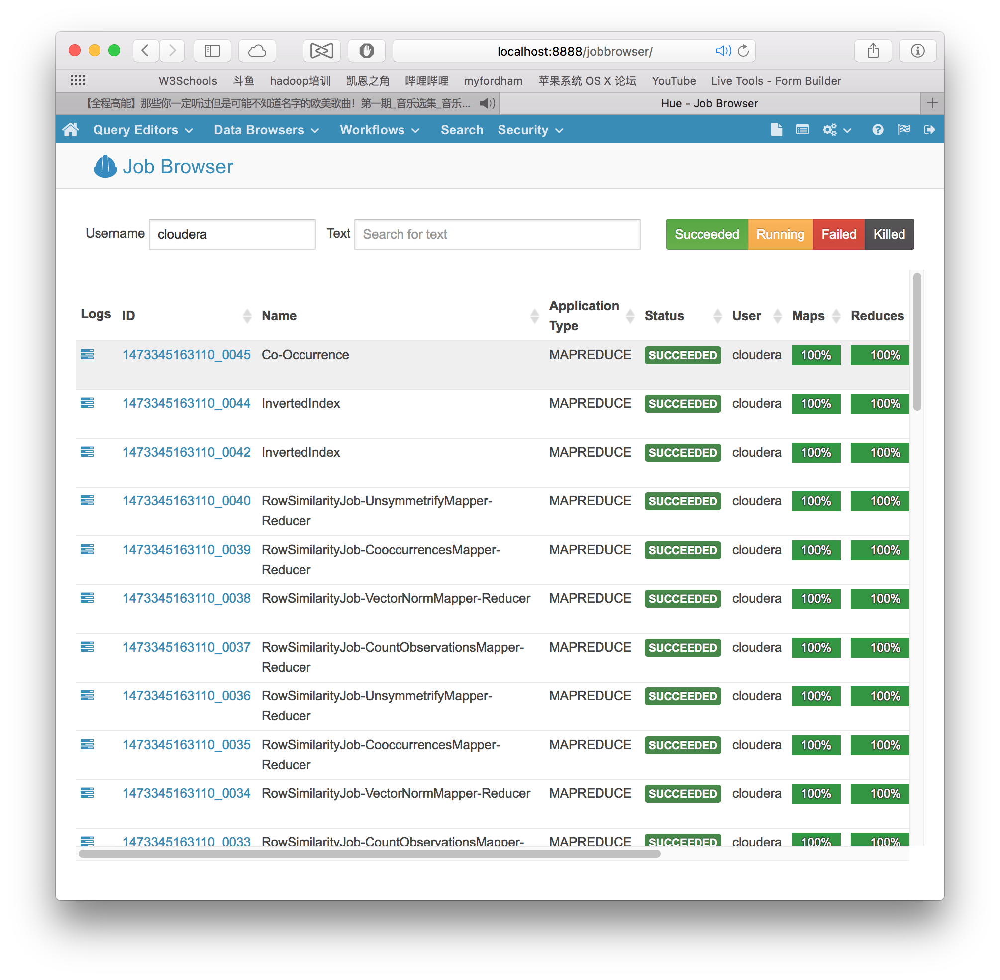 localhost:8888/jobbrowser/
W3Schools 斗鱼 hadoop培训 凯恩之角 哔哩哔哩 myfordham 苹果系统 OS X 论坛 YouTube Live Tools - Form Builder
【全程高能】那些你一定听过但是可能不知道名字的欧美歌曲！第一期_音乐选集_音乐... Hue - Job Browser
Query Editors Data Browsers Workflows Search Security
Job Browser
Username cloudera Text Search for text Succeeded Running Failed Killed
Logs ID Name Application Type Status User Maps Reduces
1473345163110_0045 Co-Occurrence MAPREDUCE SUCCEEDED cloudera 100% 100%
1473345163110_0044 InvertedIndex MAPREDUCE SUCCEEDED cloudera 100% 100%
1473345163110_0042 InvertedIndex MAPREDUCE SUCCEEDED cloudera 100% 100%
1473345163110_0040 RowSimilarityJob-UnsymmetrifyMapper- MAPREDUCE SUCCEEDED cloudera 100% 100%
Reducer
1473345163110_0039 RowSimilarityJob-CooccurrencesMapper- MAPREDUCE SUCCEEDED cloudera 100% 100%
Reducer
1473345163110_0038 RowSimilarityJob-VectorNormMapper-Reducer MAPREDUCE SUCCEEDED cloudera 100% 100%
1473345163110_0037 RowSimilarityJob-CountObservationsMapper- MAPREDUCE SUCCEEDED cloudera 100% 100%
Reducer
1473345163110_0036 RowSimilarityJob-UnsymmetrifyMapper- MAPREDUCE SUCCEEDED cloudera 100% 100%
Reducer
1473345163110_0035 RowSimilarityJob-CooccurrencesMapper- MAPREDUCE SUCCEEDED cloudera 100% 100%
Reducer
1473345163110_0034 RowSimilarityJob-VectorNormMapper-Reducer MAPREDUCE SUCCEEDED cloudera 100% 100%
1473345163110_0033 RowSimilarityJob-CountObservationsMapper- MAPREDUCE SUCCEEDED cloudera 100% 100%